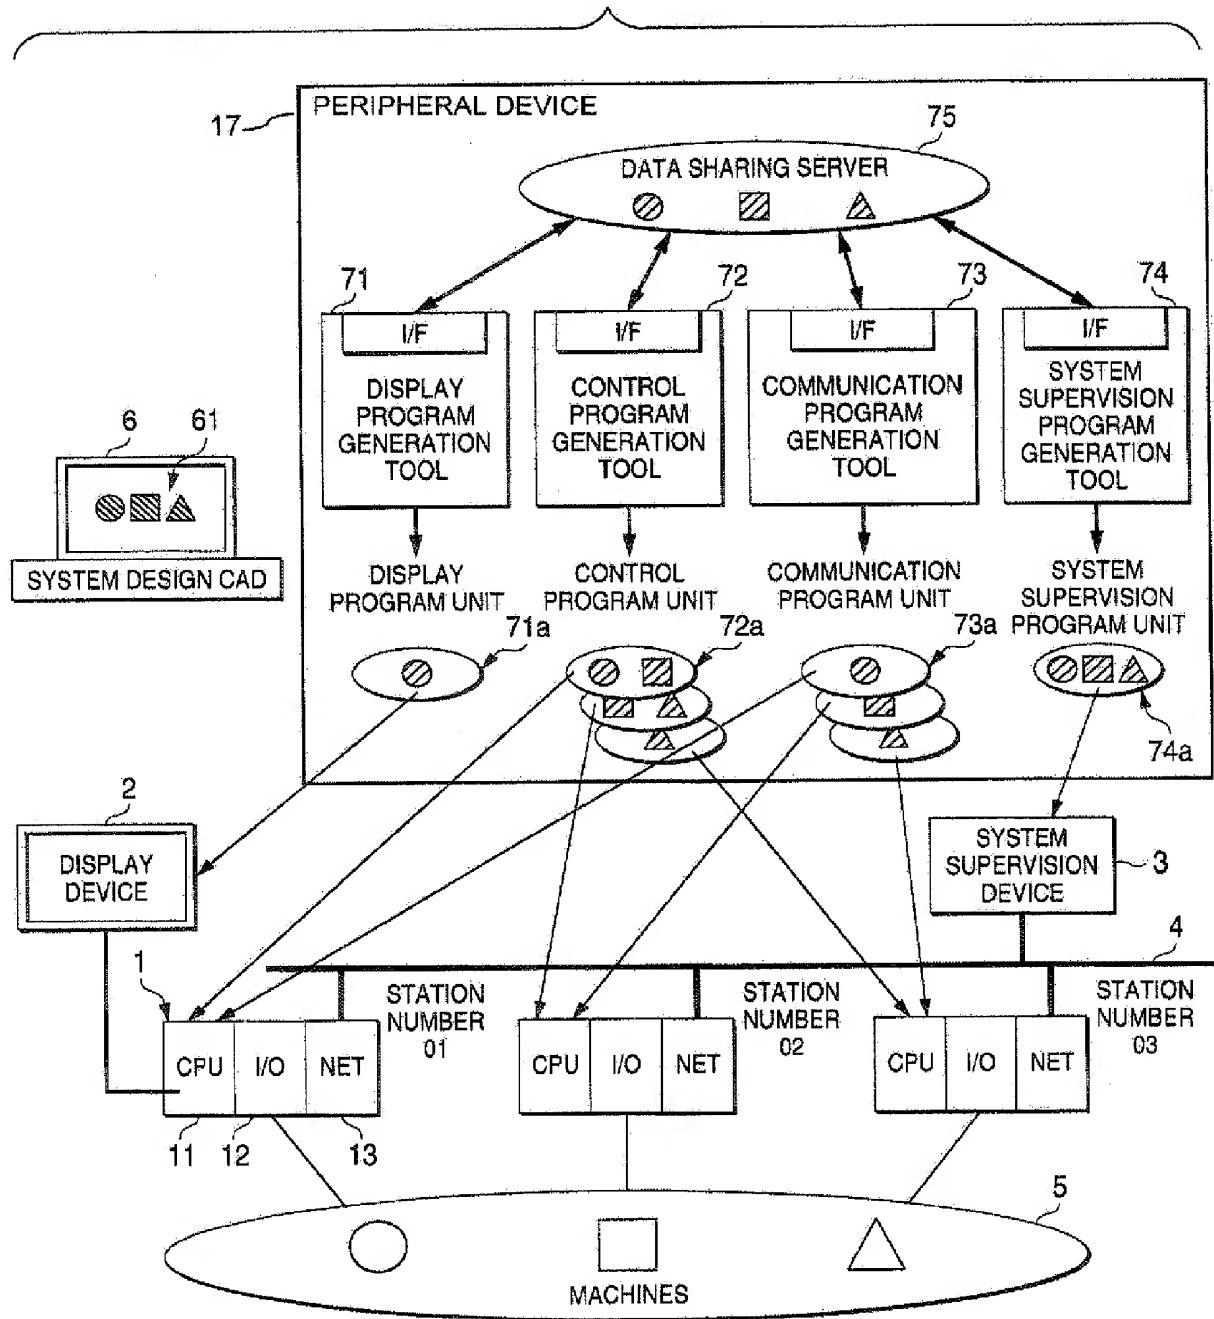 PERIPHERAL DEVICE
17
75
DATA SHARING SERVER
71
72
73
74
I/F
I/F
I/F
I/F
DISPLAY
PROGRAM
GENERATION
TOOL
CONTROL
PROGRAM
GENERATION
TOOL
COMMUNICATION
PROGRAM
GENERATION
TOOL
SYSTEM
SUPERVISION
PROGRAM
GENERATION
TOOL
6
61
SYSTEM DESIGN CAD
DISPLAY
PROGRAM UNIT
CONTROL
PROGRAM UNIT
COMMUNICATION
PROGRAM UNIT
SYSTEM
SUPERVISION
PROGRAM UNIT
71a
72a
73a
74a
2
DISPLAY
DEVICE
SYSTEM
SUPERVISION
DEVICE
3
4
1
STATION
NUMBER
01
STATION
NUMBER
02
STATION
NUMBER
03
CPU
I/O
NET
CPU
I/O
NET
CPU
I/O
NET
11
12
13
5
MACHINES